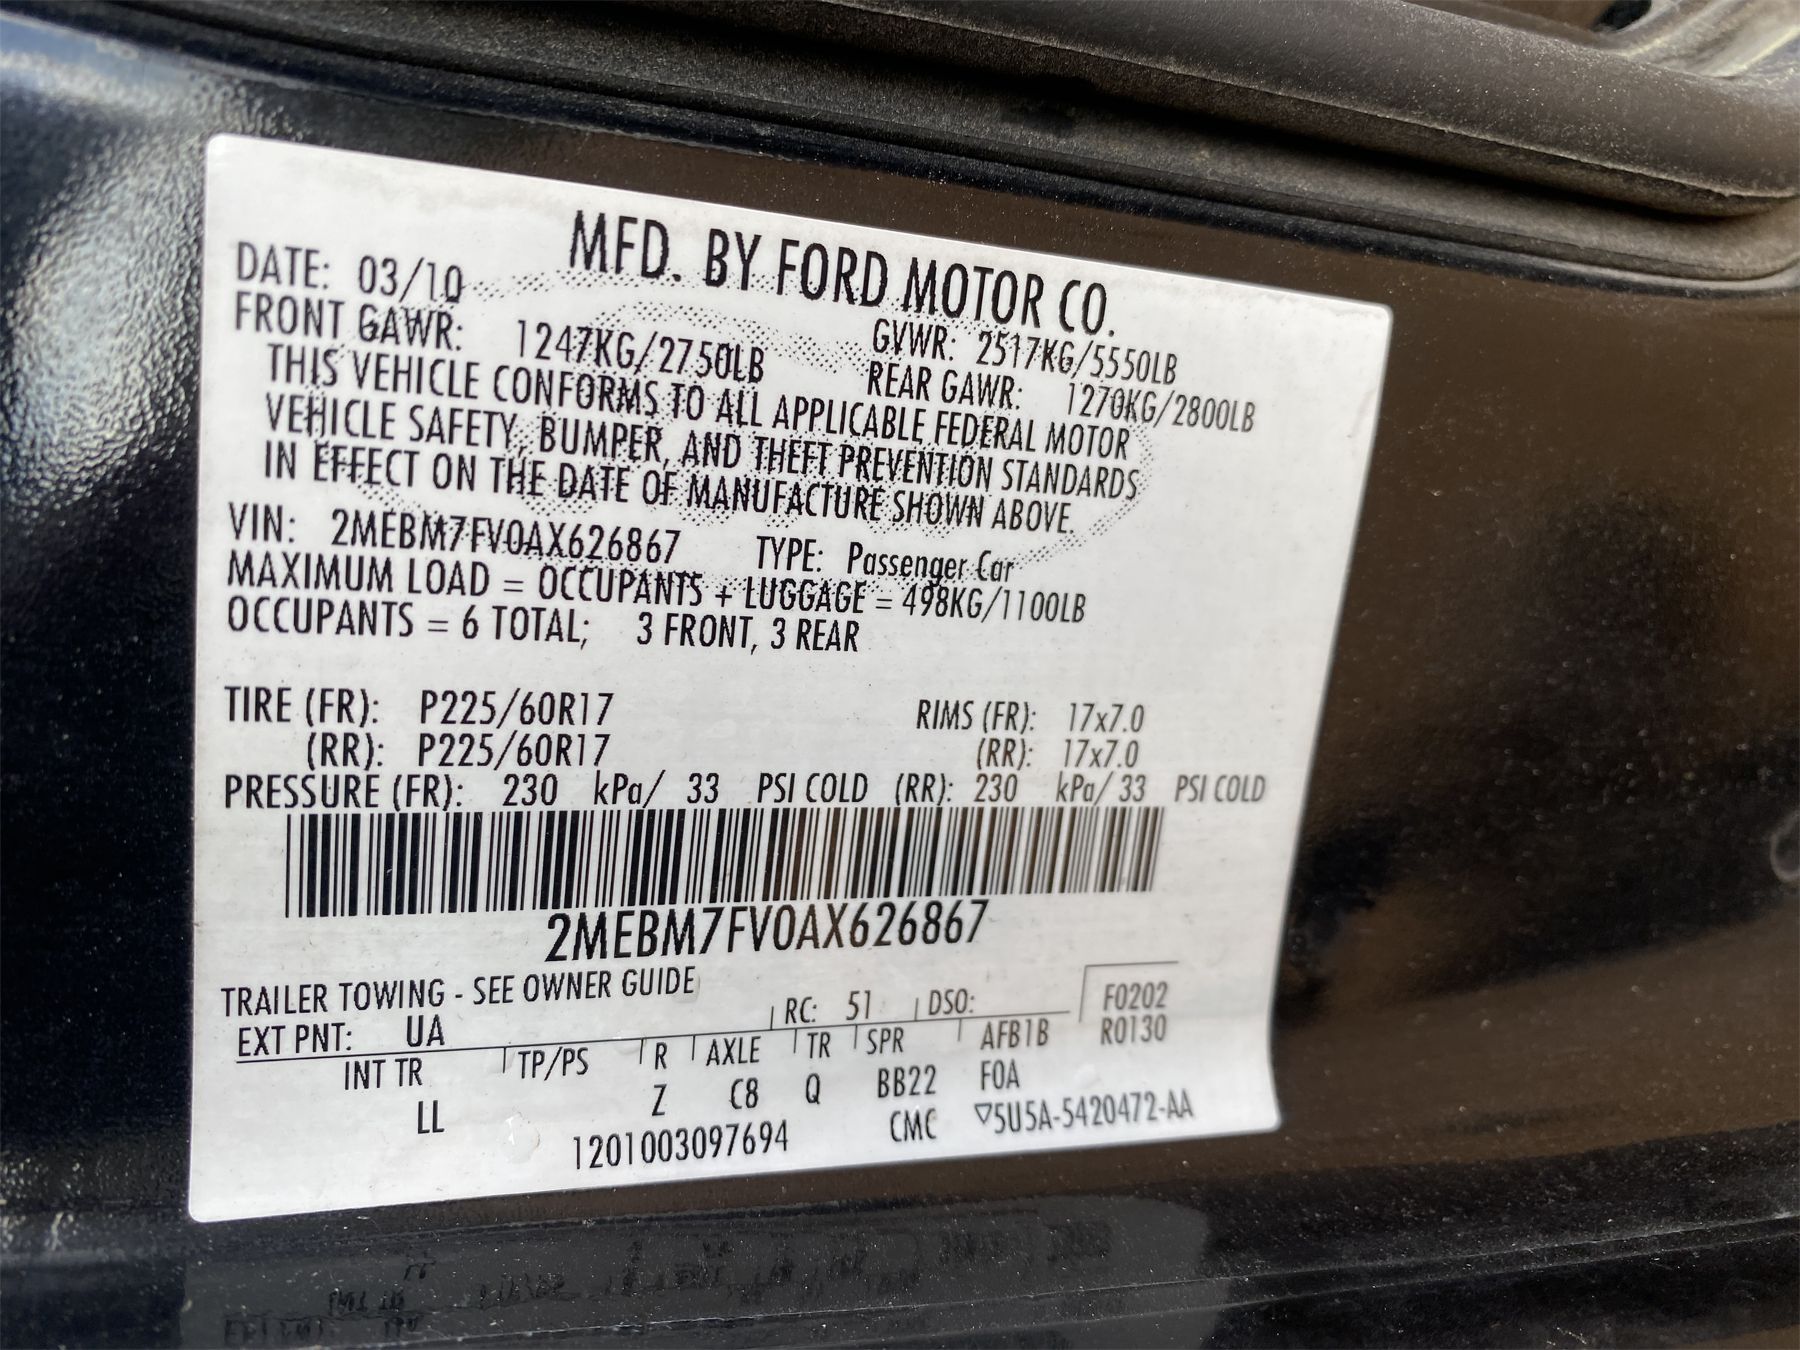 MFD. BY FORD MOTOR CO.
DATE: 03/10
GVWR: 2517KG/5550LB
FRONT GAWR: 1247KG/2750LB
REAR GAWR: 1270KG/2800LB
THIS VEHICLE CONFORMS TO ALL APPLICABLE FEDERAL MOTOR
VEHICLE SAFETY, BUMPER, AND THEFT PREVENTION STANDARDS
IN EFFECT ON THE DATE OF MANUFACTURE SHOWN ABOVE.
VIN: 2MEBM7FV0AX626867 TYPE: Passenger Car
MAXIMUM LOAD = OCCUPANTS + LUGGAGE = 498KG/1100LB
OCCUPANTS = 6 TOTAL; 3 FRONT, 3 REAR
TIRE (FR): P225/60R17 RIMS (FR): 17x7.0
(RR): P225/60R17 (RR): 17x7.0
PRESSURE (FR): 230 kPa/ 33 PSI COLD (RR): 230 kPa/ 33 PSI COLD
2MEBM7FV0AX626867
TRAILER TOWING - SEE OWNER GUIDE
EXT PNT: UA RC: 51 DSO: F0202
R0130
INT TR TP/PS R AXLE TR SPR AFB1B
LL Z C8 Q BB22 F0A
1201003097694 CMC ▽5U5A-5420472-AA